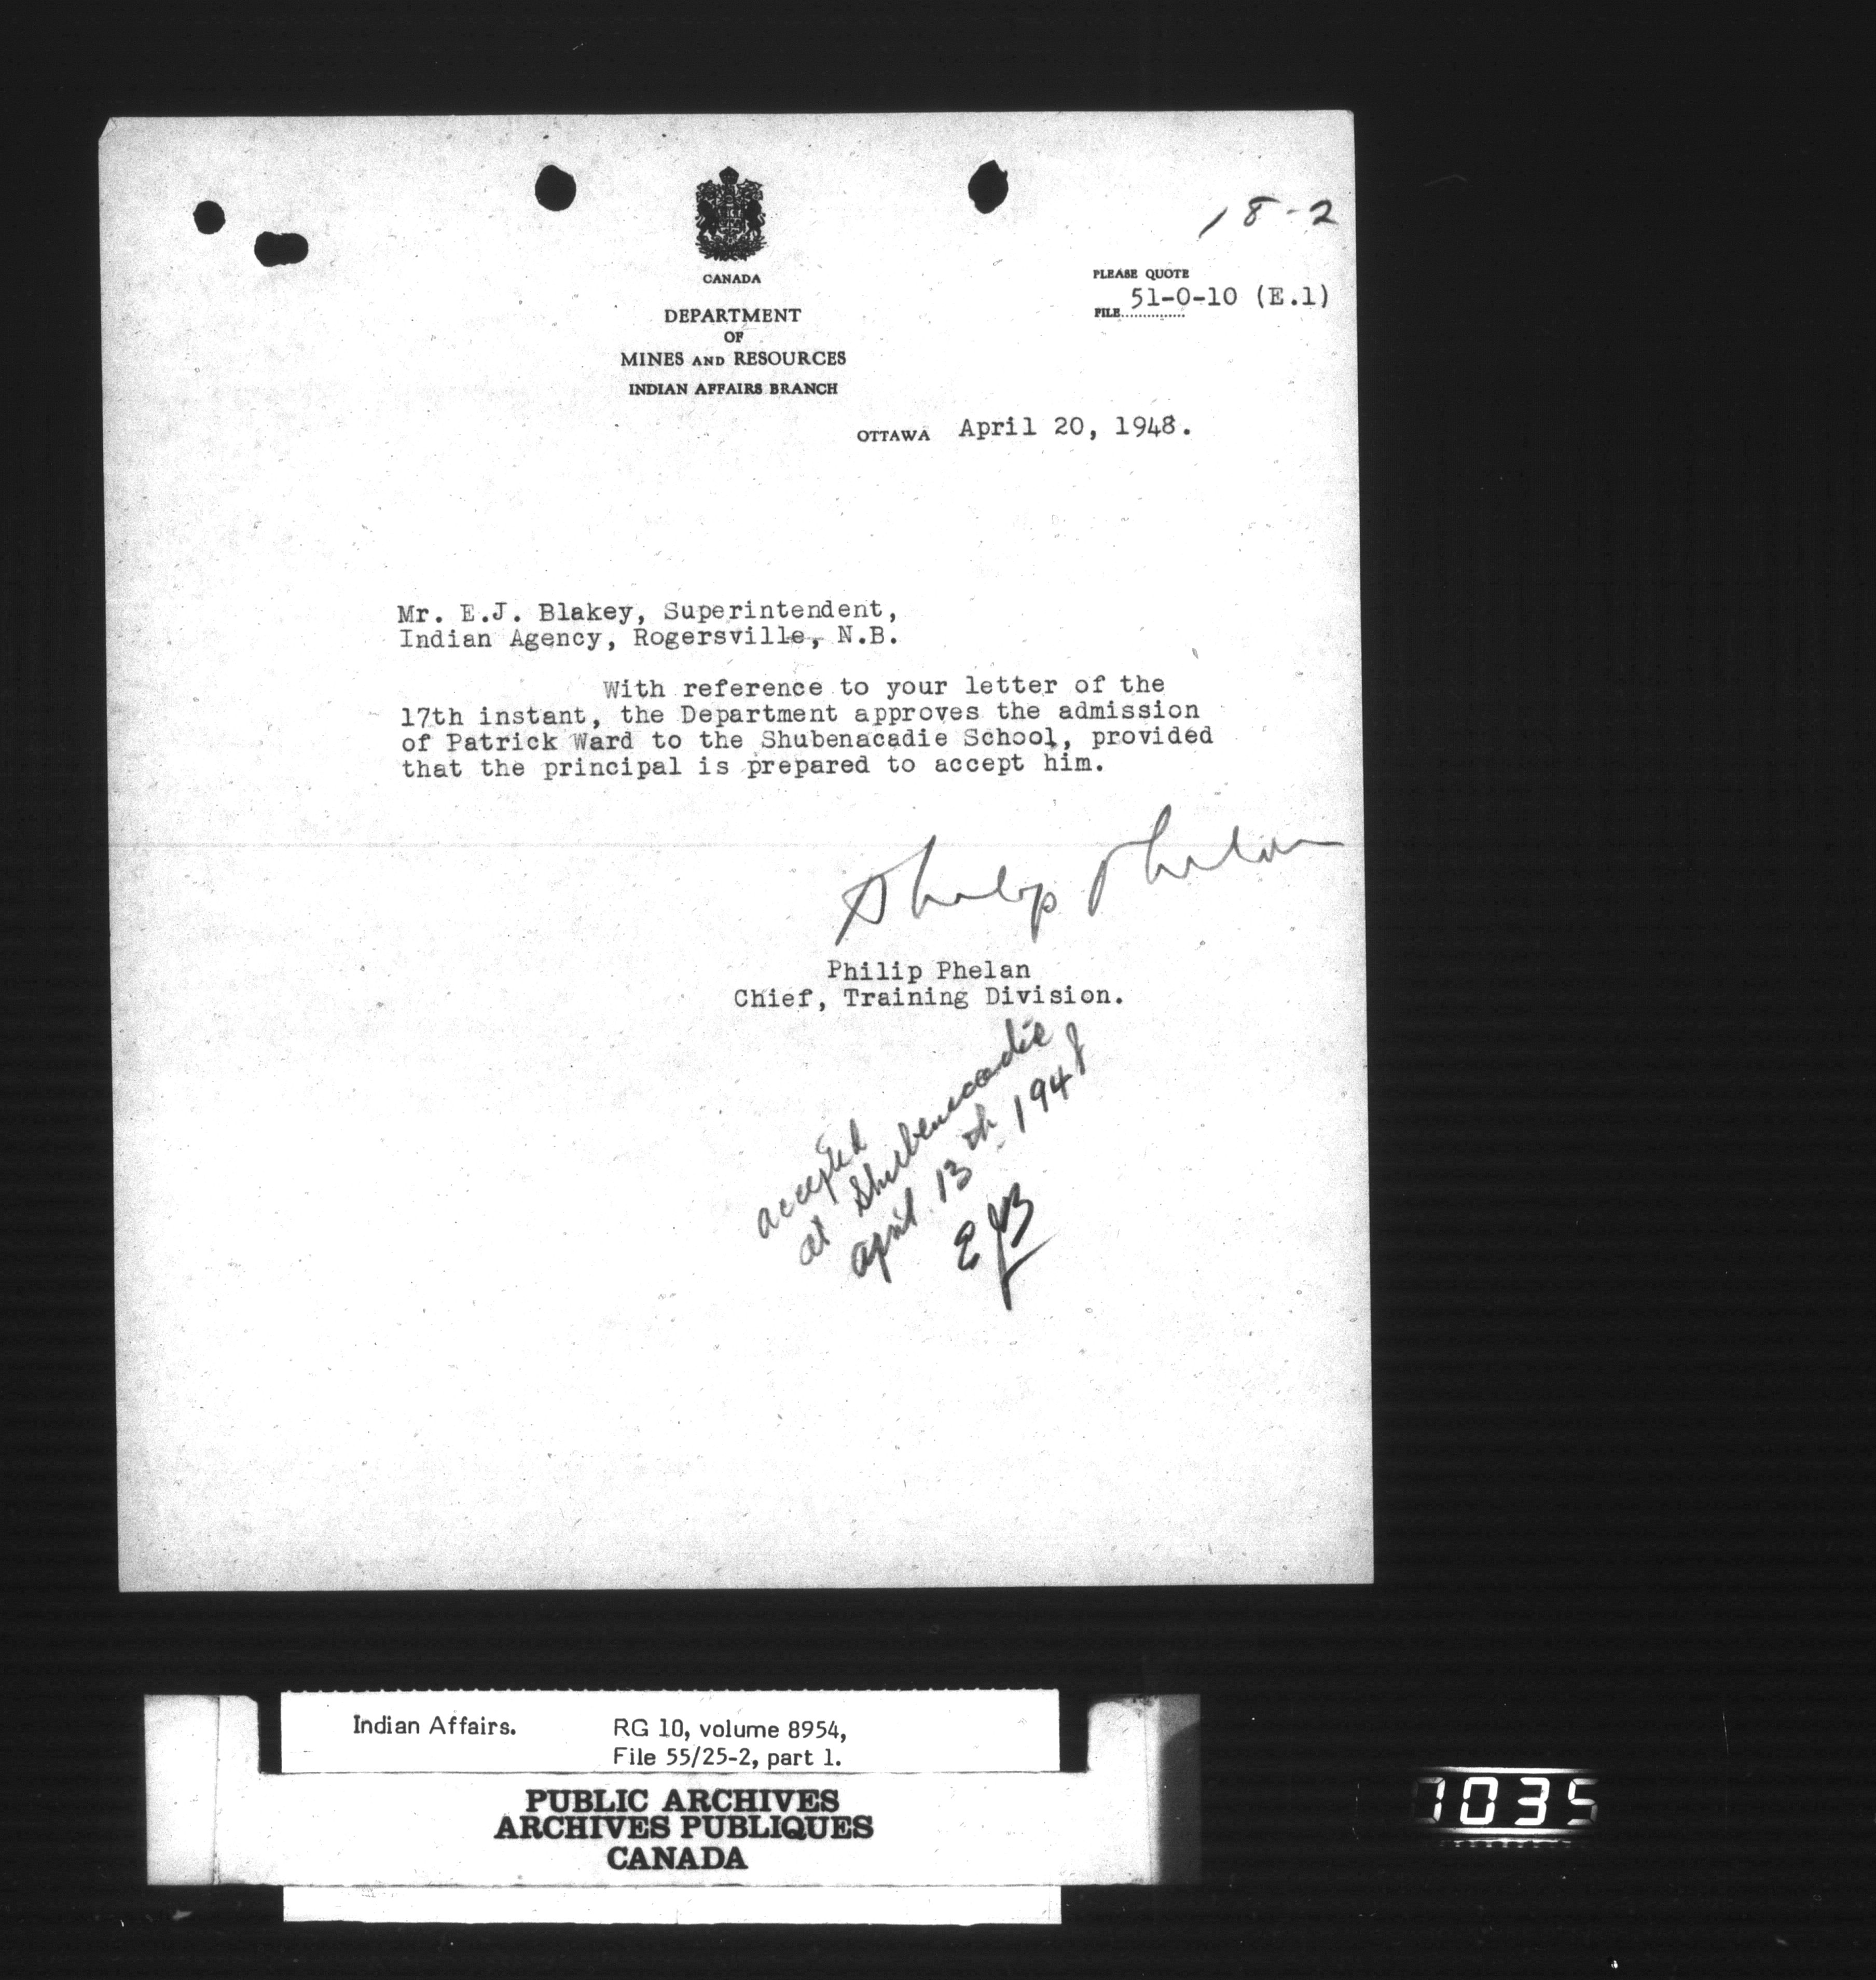 18-2
CANADA
DEPARTMENT
OF
MINES AND RESOURCES
INDIAN AFFAIRS BRANCH
PLEASE QUOTE
FILE 51-0-10 (E.1)
OTTAWA April 20, 1948.
Mr. E.J. Blakey, Superintendent,
Indian Agency, Rogersville, N.B.
With reference to your letter of the
17th instant, the Department approves the admission
of Patrick Ward to the Shubenacadie School, provided
that the principal is prepared to accept him.
Philip Phelan
Philip Phelan
Chief, Training Division.
accepted
at Shubenacadie
april 13th 1948
EJB
Indian Affairs. RG 10, volume 8954,
File 55/25-2, part 1.
PUBLIC ARCHIVES
ARCHIVES PUBLIQUES
CANADA
1035